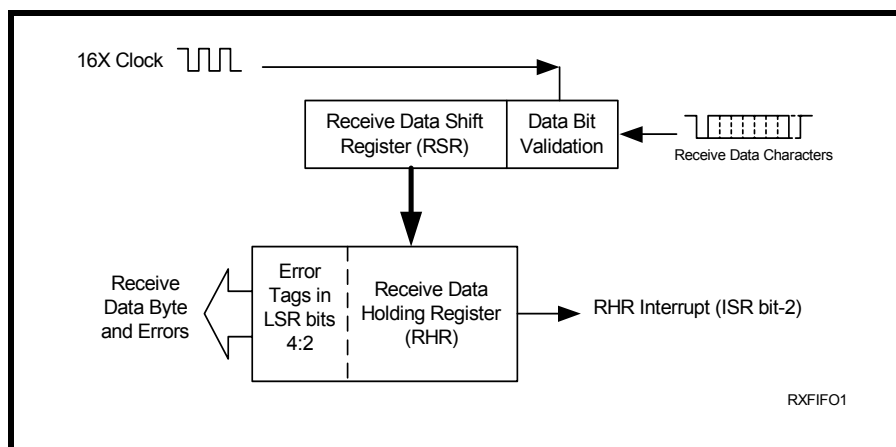 16X Clock
Receive Data Shift
Register (RSR)
Data Bit
Validation
Receive Data Characters
Receive
Data Byte
and Errors
Error
Tags in
LSR bits
4:2
Receive Data
Holding Register
(RHR)
RHR Interrupt (ISR bit-2)
RXFIFO1